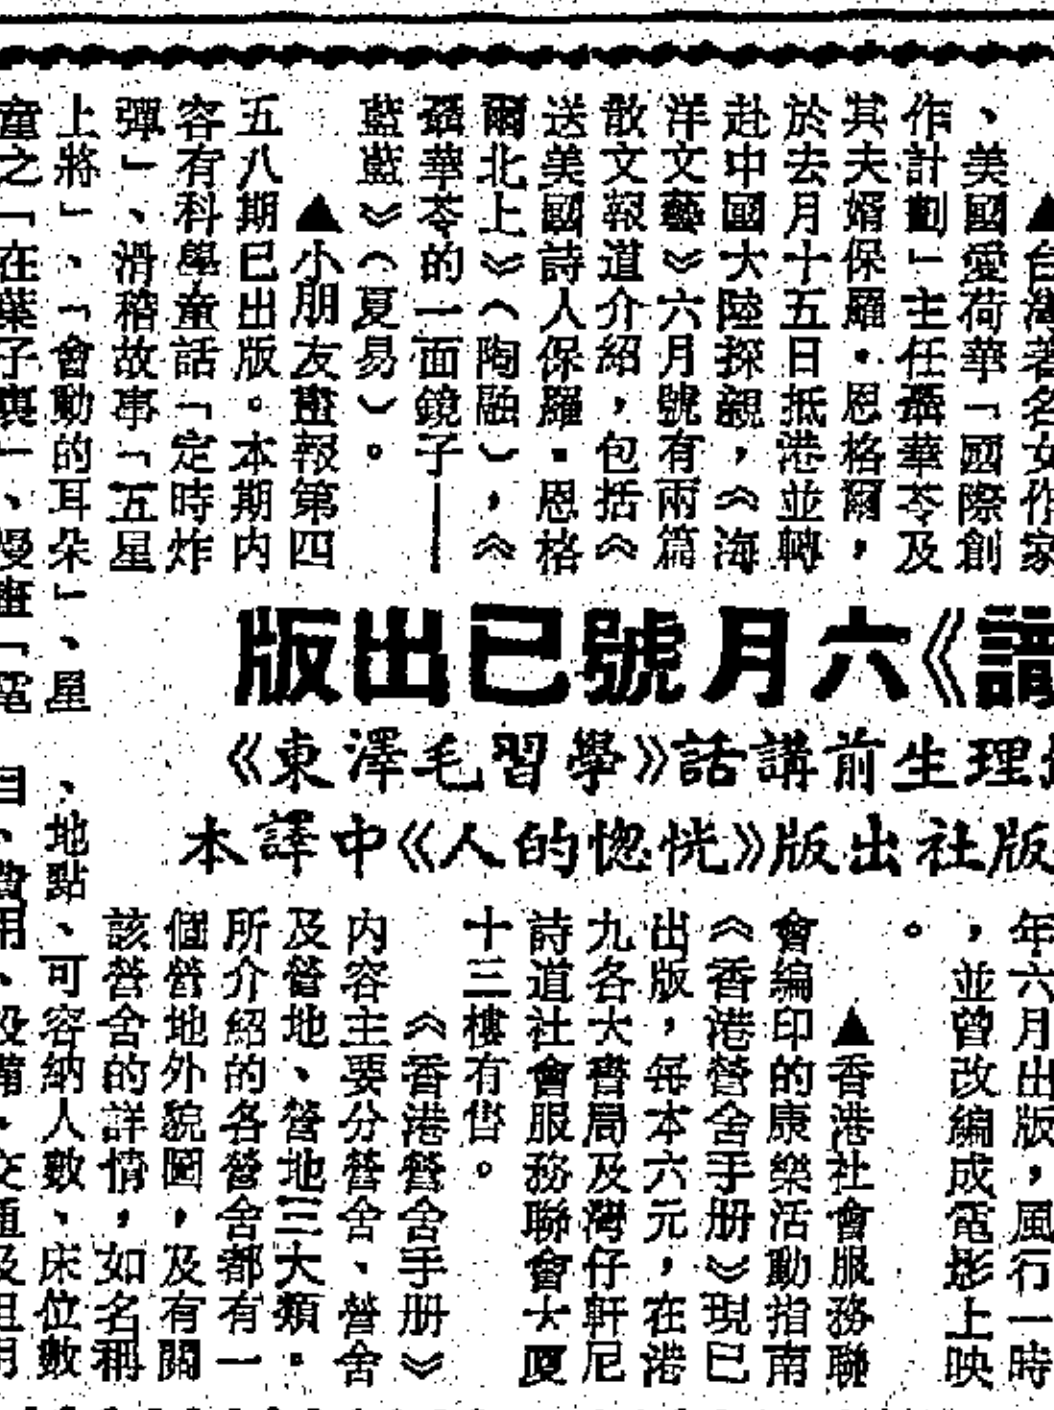 ▲台灣著名女作家
、美國愛荷華「國際創
作計劃」主任聶華苓及
其夫婿保羅・恩格爾，
於去月十五日抵港並轉
赴中國大陸探親，《海
洋文藝》六月號有兩篇
散文報道介紹，包括《
送美國詩人保羅・恩格
爾北上》（陶融），《
聶華苓的一面鏡子——
藍藍》（夏易）。
▲小朋友畫報第四
五八期已出版。本期内
容有科學童話「定時炸
彈」、滑稽故事「五星
上將」、「會動的耳朵」、星
童之「在葉子裏」、漫畫「電
》六月號已出版
理生前講話《學習毛澤東》
版社出版《恍惚的人》中譯本
年六月出版，風行一時
，並曾改編成電影上映
。
▲香港社會服務聯
會編印的康樂活動指南
《香港營舍手册》現已
出版，每本六元，在港
九各大書局及灣仔軒尼
詩道社會服務聯會大厦
十三樓有售。
《香港營舍手册》
内容主要分營舍、營舍
及營地、營地三大類。
所介紹的各營舍都有一
個營地外貌圖，及有關
該營舍的詳情，如名稱
、地點、可容納人數、床位數
目、費用、設備、交通及租用